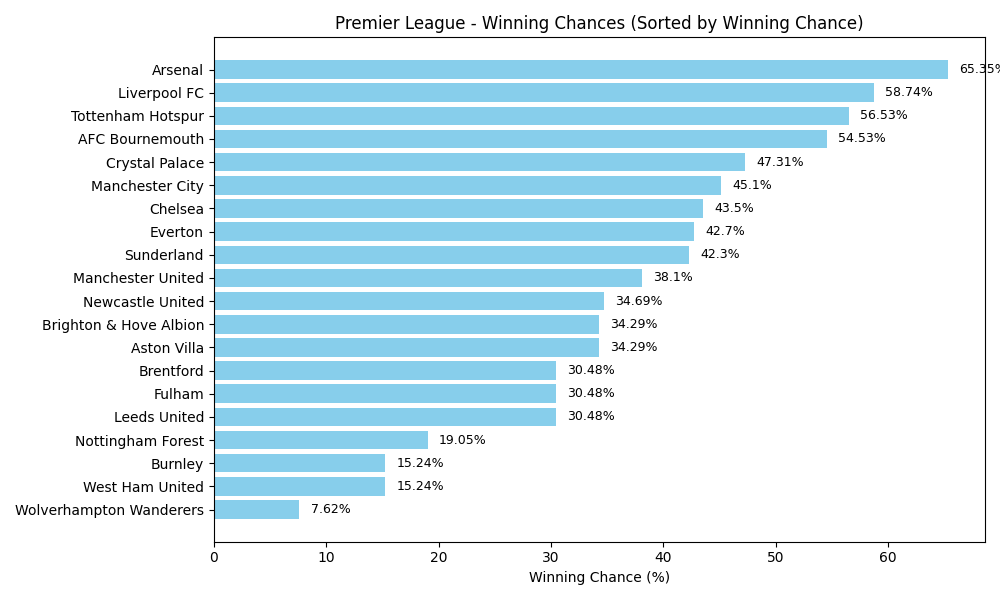 Premier League - Winning Chances (Sorted by Winning Chance)
Arsenal 65.35%
Liverpool FC 58.74%
Tottenham Hotspur 56.53%
AFC Bournemouth 54.53%
Crystal Palace 47.31%
Manchester City 45.1%
Chelsea 43.5%
Everton 42.7%
Sunderland 42.3%
Manchester United 38.1%
Newcastle United 34.69%
Brighton & Hove Albion 34.29%
Aston Villa 34.29%
Brentford 30.48%
Fulham 30.48%
Leeds United 30.48%
Nottingham Forest 19.05%
Burnley 15.24%
West Ham United 15.24%
Wolverhampton Wanderers 7.62%
0 10 20 30 40 50 60
Winning Chance (%)